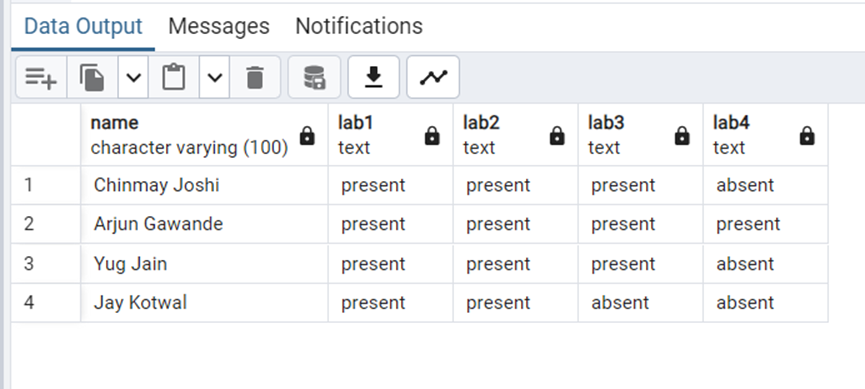 Data Output Messages Notifications
name lab1 lab2 lab3 lab4
character varying (100) text text text text
1 Chinmay Joshi present present present absent
2 Arjun Gawande present present present present
3 Yug Jain present present present absent
4 Jay Kotwal present present absent absent